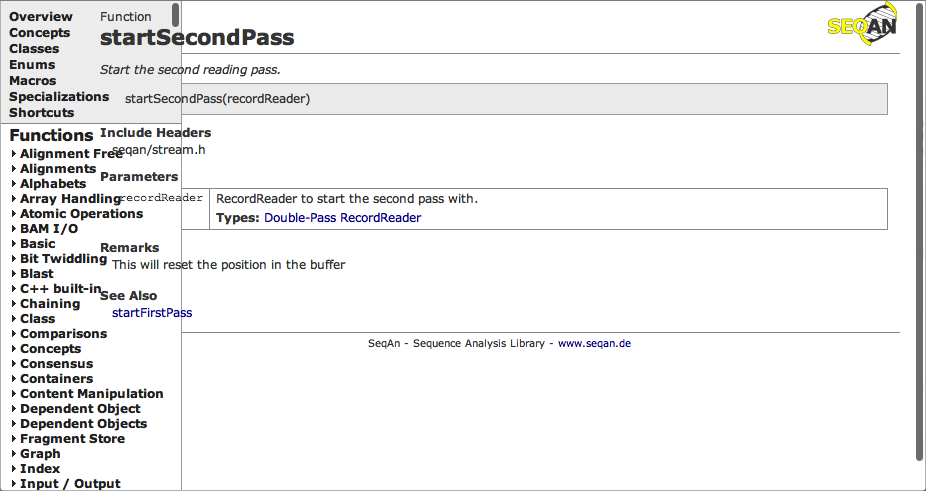 Overview
Concepts
Classes
Enums
Macros
Specializations
Shortcuts
Functions
Alignment Free
Alignments
Alphabets
Array Handling
Atomic Operations
BAM I/O
Basic
Bit Twiddling
Blast
C++ built-in
Chaining
Class
Comparisons
Concepts
Consensus
Containers
Content Manipulation
Dependent Object
Dependent Objects
Fragment Store
Graph
Index
Input / Output
SEQAN
Function
startSecondPass
Start the second reading pass.
startSecondPass(recordReader)
Include Headers
seqan/stream.h
Parameters
recordReader RecordReader to start the second pass with.
Types: Double-Pass RecordReader
Remarks
This will reset the position in the buffer
See Also
startFirstPass
SeqAn - Sequence Analysis Library - www.seqan.de